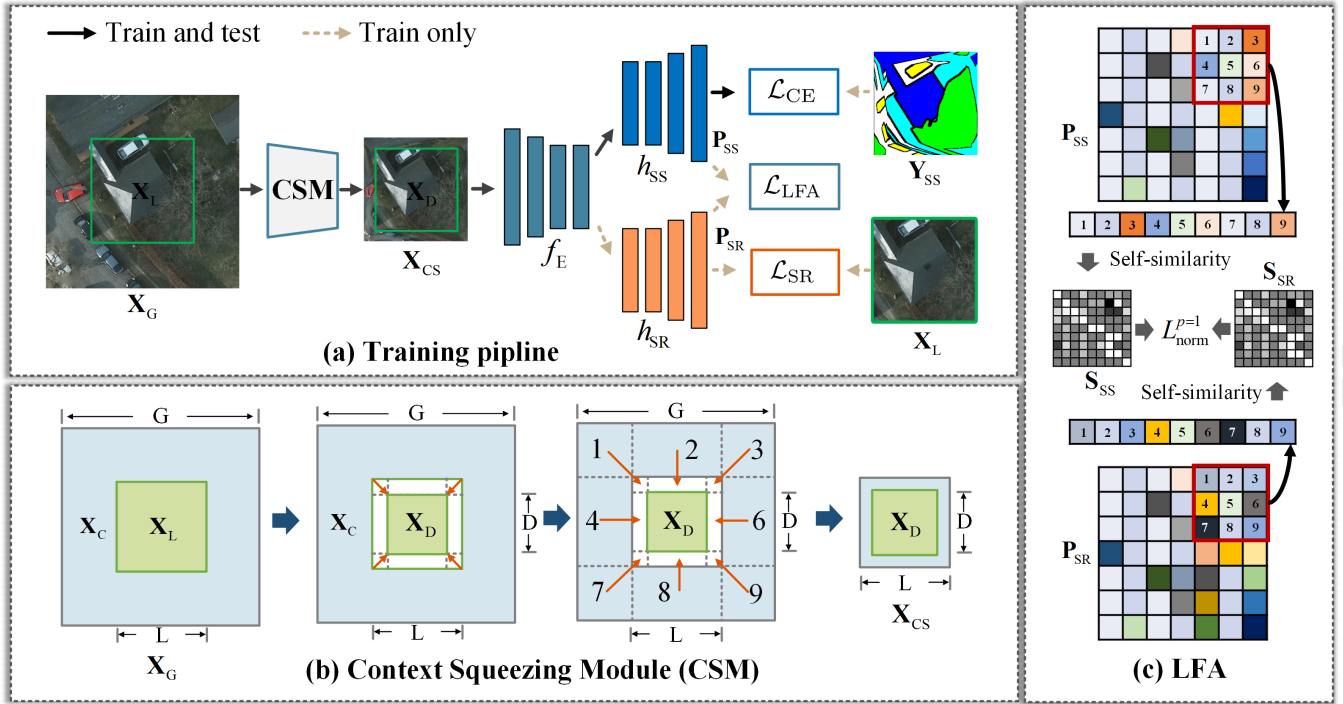 Train and test
Train only
X_L
X_G
CSM
X_D
X_CS
f_E
h_SS
P_SS
h_SR
P_SR
ℒ_CE
ℒ_LFA
ℒ_SR
Y_SS
X_L
(a) Training pipline
G
X_C
X_L
L
X_G
G
X_C
X_D
D
L
G
1 2 3
4 X_D 6
7 8 9
D
L
X_D
D
L
X_CS
(b) Context Squeezing Module (CSM)
1 2 3
4 5 6
7 8 9
P_SS
1 2 3 4 5 6 7 8 9
Self-similarity
S_SR
L_norm^{p=1}
S_SS
Self-similarity
1 2 3 4 5 6 7 8 9
1 2 3
4 5 6
7 8 9
P_SR
(c) LFA